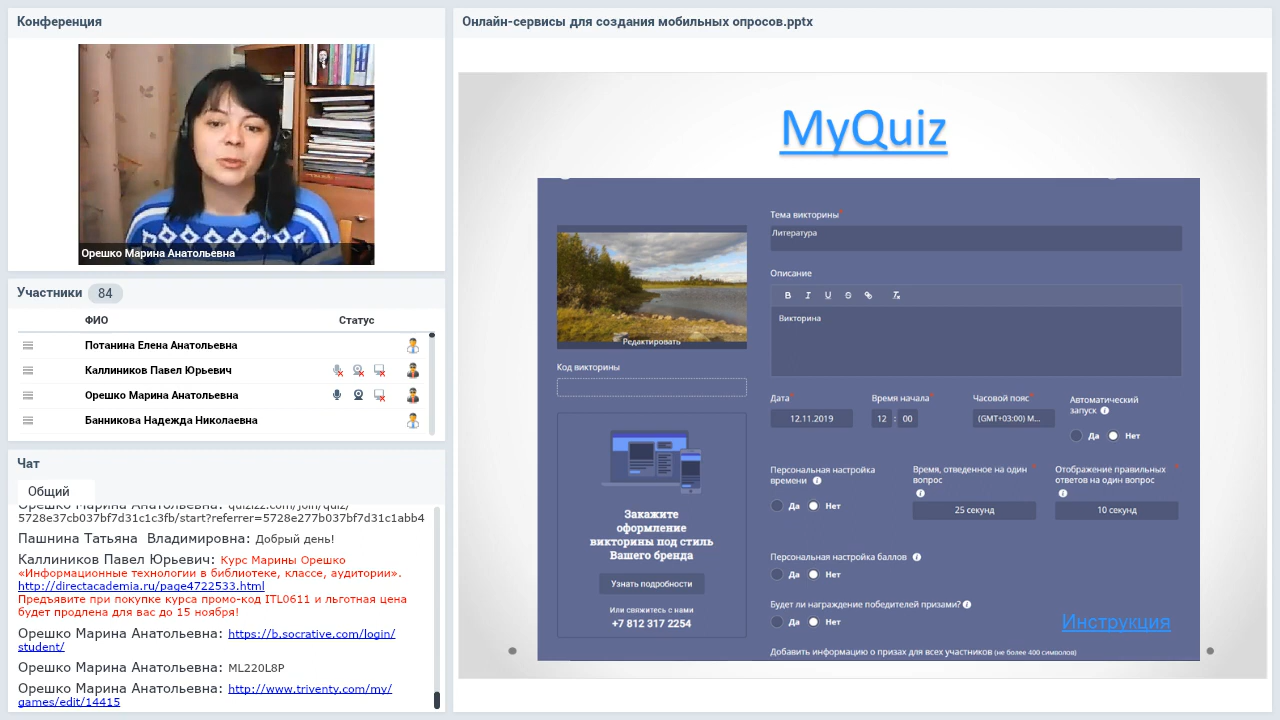 Конференция
Орешко Марина Анатольевна
Участники 84
ФИО Статус
Потанина Елена Анатольевна
Каллиников Павел Юрьевич
Орешко Марина Анатольевна
Банникова Надежда Николаевна
Чат
Общий
Орешко Марина Анатольевна: quizizz.com/join/quiz/
5728e37cb037bf7d31c1c3fb/start?referrer=5728e277b037bf7d31c1abb4
Пашнина Татьяна Владимировна: Добрый день!
Каллиников Павел Юрьевич: Курс Марины Орешко
«Информационные технологии в библиотеке, классе, аудитории».
http://directacademia.ru/page4722533.html
Предъявите при покупке курса промо-код ITL0611 и льготная цена
будет продлена для вас до 15 ноября!
Орешко Марина Анатольевна: https://b.socrative.com/login/
student/
Орешко Марина Анатольевна: ML220L8P
Орешко Марина Анатольевна: http://www.triventy.com/my/
games/edit/14415
Онлайн-сервисы для создания мобильных опросов.pptx
MyQuiz
Редактировать
Код викторины
Закажите
оформление
викторины под стиль
Вашего бренда
Узнать подробности
Или свяжитесь с нами
+7 812 317 2254
Тема викторины*
Литература
Описание
B I U S
Викторина
Дата* Время начала* Часовой пояс* Автоматический
запуск
12.11.2019 12 : 00 (GMT+03:00) М...
Да Нет
Персональная настройка
времени
Да Нет
Время, отведенное на один *
вопрос
25 секунд
Отображение правильных *
ответов на один вопрос
10 секунд
Персональная настройка баллов
Да Нет
Будет ли награждение победителей призами?
Да Нет
Инструкция
Добавить информацию о призах для всех участников (не более 400 символов)